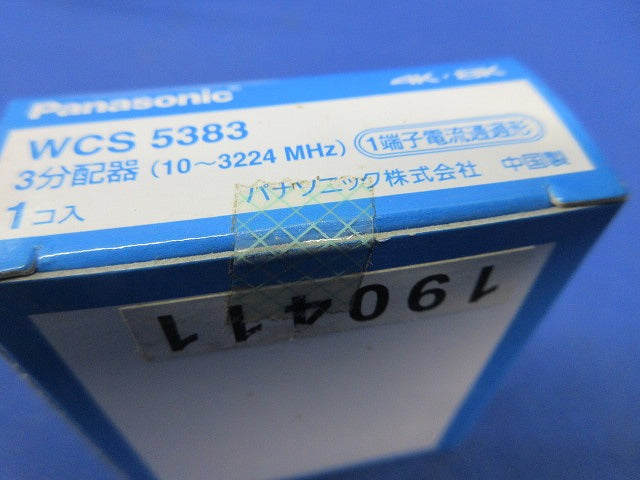 Panasonic 4K・8K
WCS 5383
3分配器 (10～3224 MHz) 1端子電流通過形
パナソニック株式会社 中国製
1コ入
190411